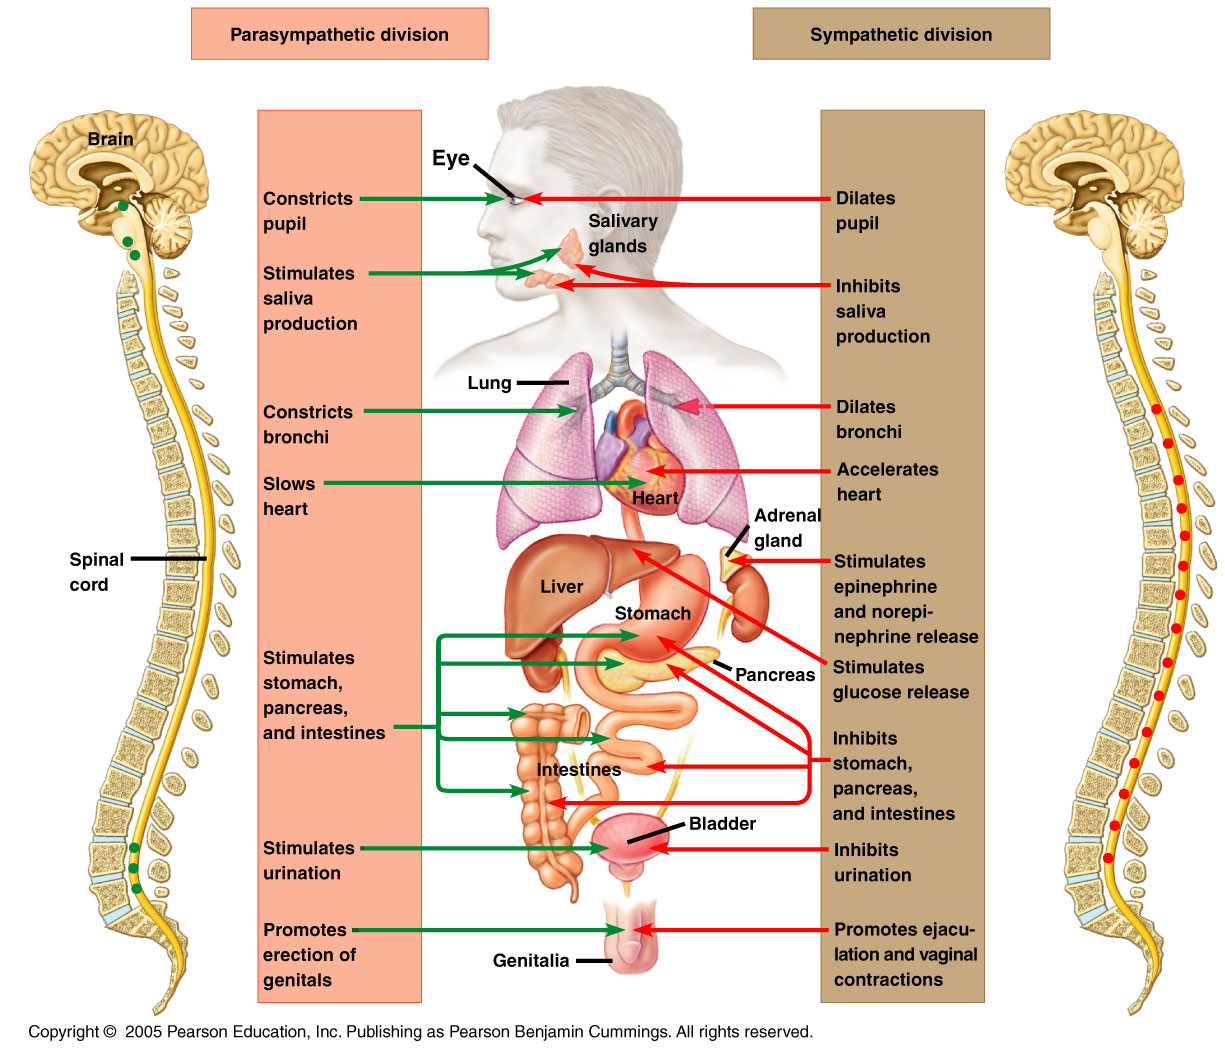 Parasympathetic division
Sympathetic division
Brain
Eye
Constricts
pupil
Dilates
pupil
Salivary
glands
Stimulates
saliva
production
Inhibits
saliva
production
Lung
Constricts
bronchi
Dilates
bronchi
Slows
heart
Accelerates
heart
Heart
Adrenal
gland
Spinal
cord
Liver
Stomach
Stimulates
epinephrine
and norepi-
nephrine release
Stimulates
stomach,
pancreas,
and intestines
Pancreas
Stimulates
glucose release
Intestines
Inhibits
stomach,
pancreas,
and intestines
Bladder
Stimulates
urination
Inhibits
urination
Promotes
erection of
genitals
Genitalia
Promotes ejacu-
lation and vaginal
contractions
Copyright © 2005 Pearson Education, Inc. Publishing as Pearson Benjamin Cummings. All rights reserved.